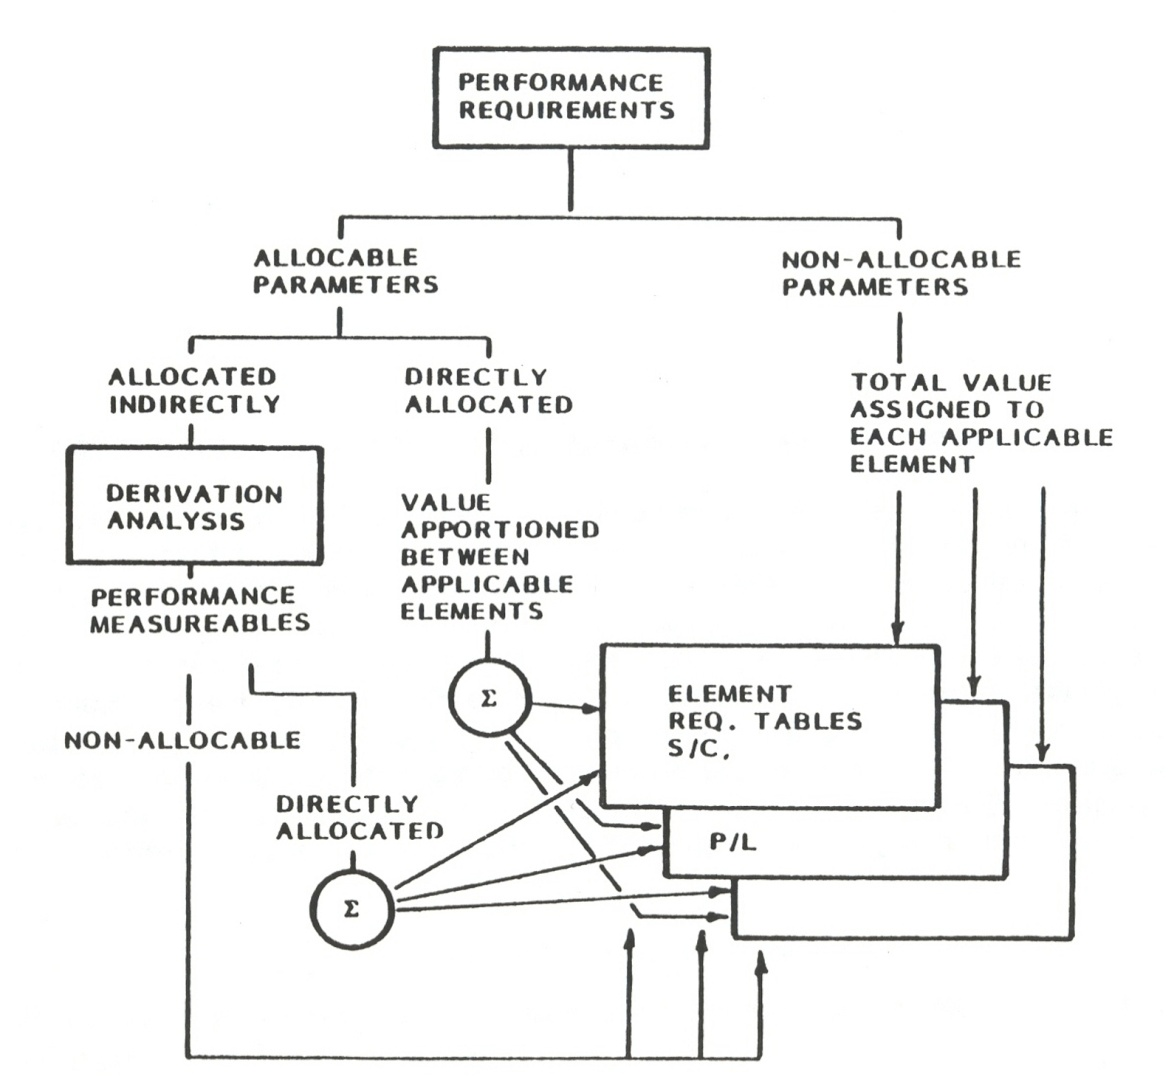 PERFORMANCE
REQUIREMENTS
ALLOCABLE
PARAMETERS
NON-ALLOCABLE
PARAMETERS
ALLOCATED
INDIRECTLY
DIRECTLY
ALLOCATED
TOTAL VALUE
ASSIGNED TO
EACH APPLICABLE
ELEMENT
DERIVATION
ANALYSIS
VALUE
APPORTIONED
BETWEEN
APPLICABLE
ELEMENTS
PERFORMANCE
MEASUREABLES
Σ
ELEMENT
REQ. TABLES
S/C.
NON-ALLOCABLE
DIRECTLY
ALLOCATED
P/L
Σ